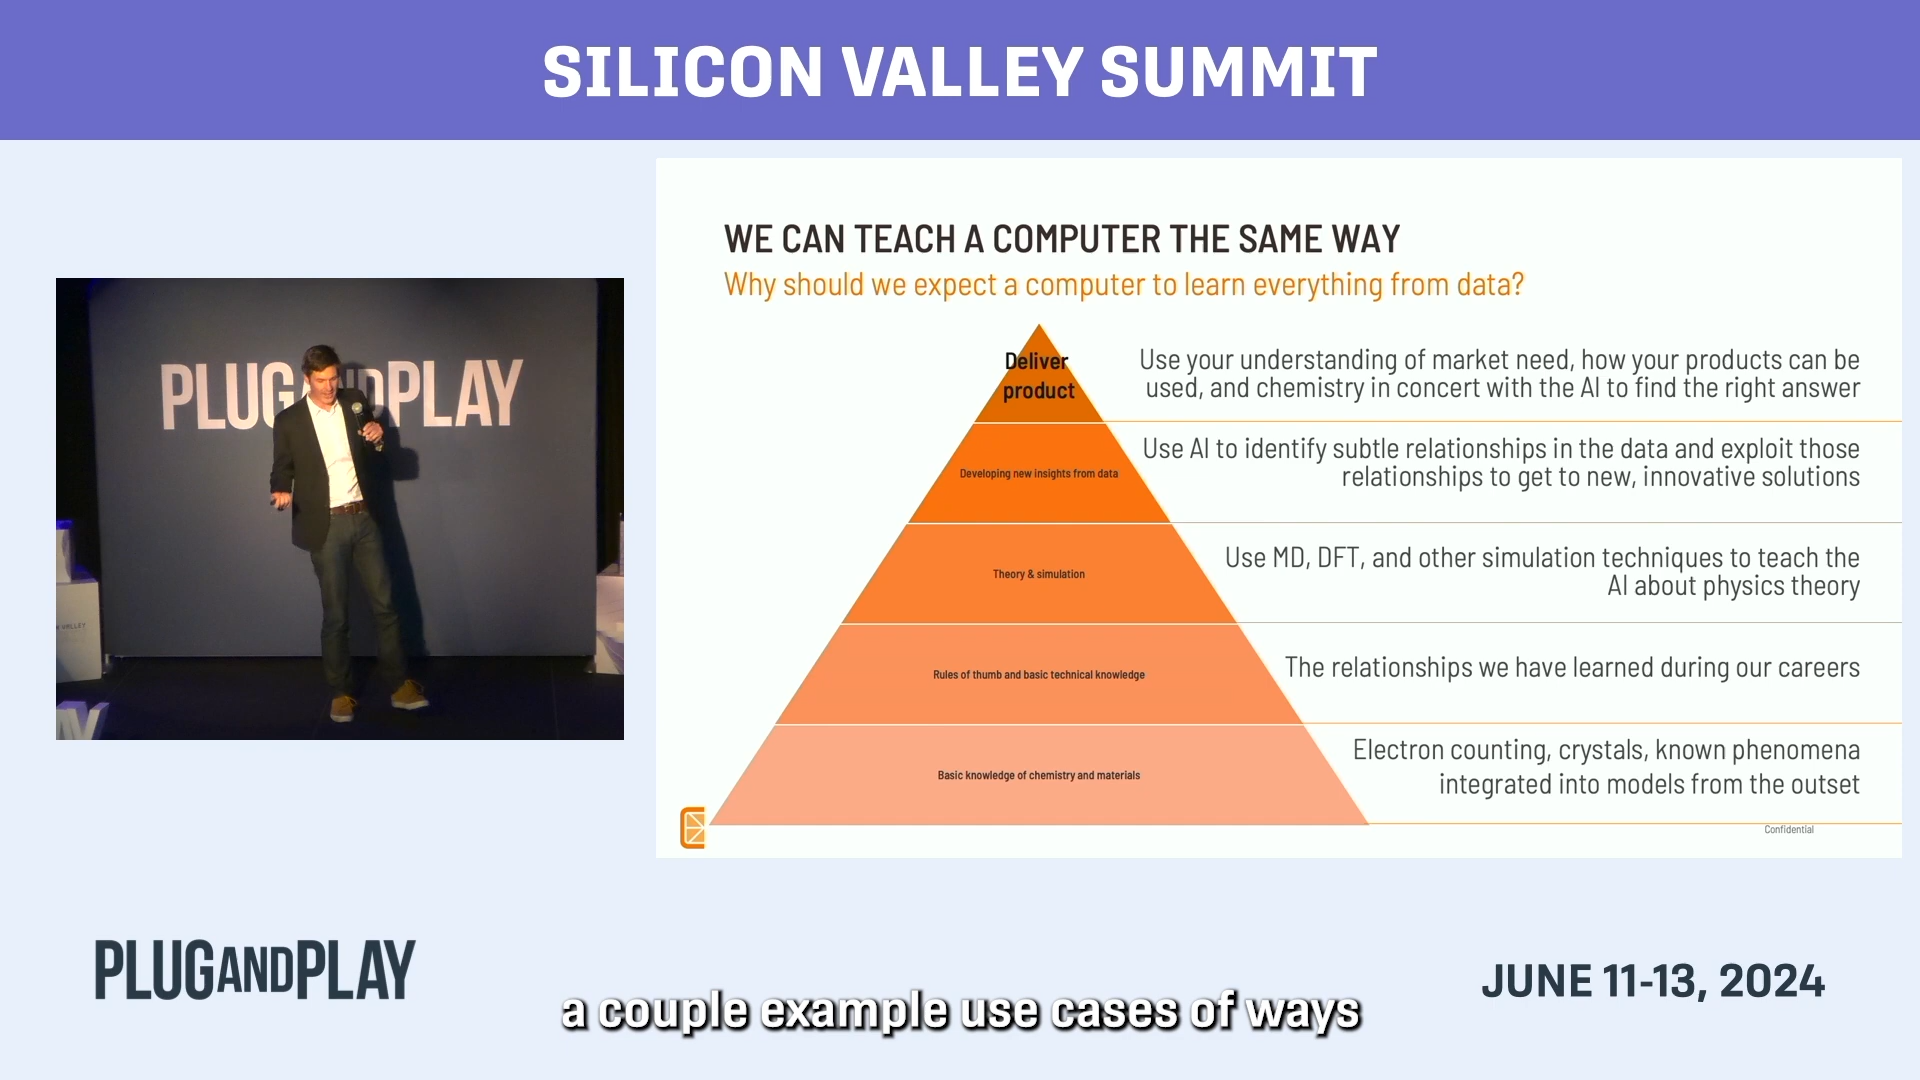 SILICON VALLEY SUMMIT
WE CAN TEACH A COMPUTER THE SAME WAY
Why should we expect a computer to learn everything from data?
Deliver
product
Use your understanding of market need, how your products can be
used, and chemistry in concert with the AI to find the right answer
Developing new insights from data
Use AI to identify subtle relationships in the data and exploit those
relationships to get to new, innovative solutions
Theory & simulation
Use MD, DFT, and other simulation techniques to teach the
AI about physics theory
Rules of thumb and basic technical knowledge
The relationships we have learned during our careers
Basic knowledge of chemistry and materials
Electron counting, crystals, known phenomena
integrated into models from the outset
Confidential
PLUGANDPLAY
PLUGANDPLAY
JUNE 11-13, 2024
a couple example use cases of ways